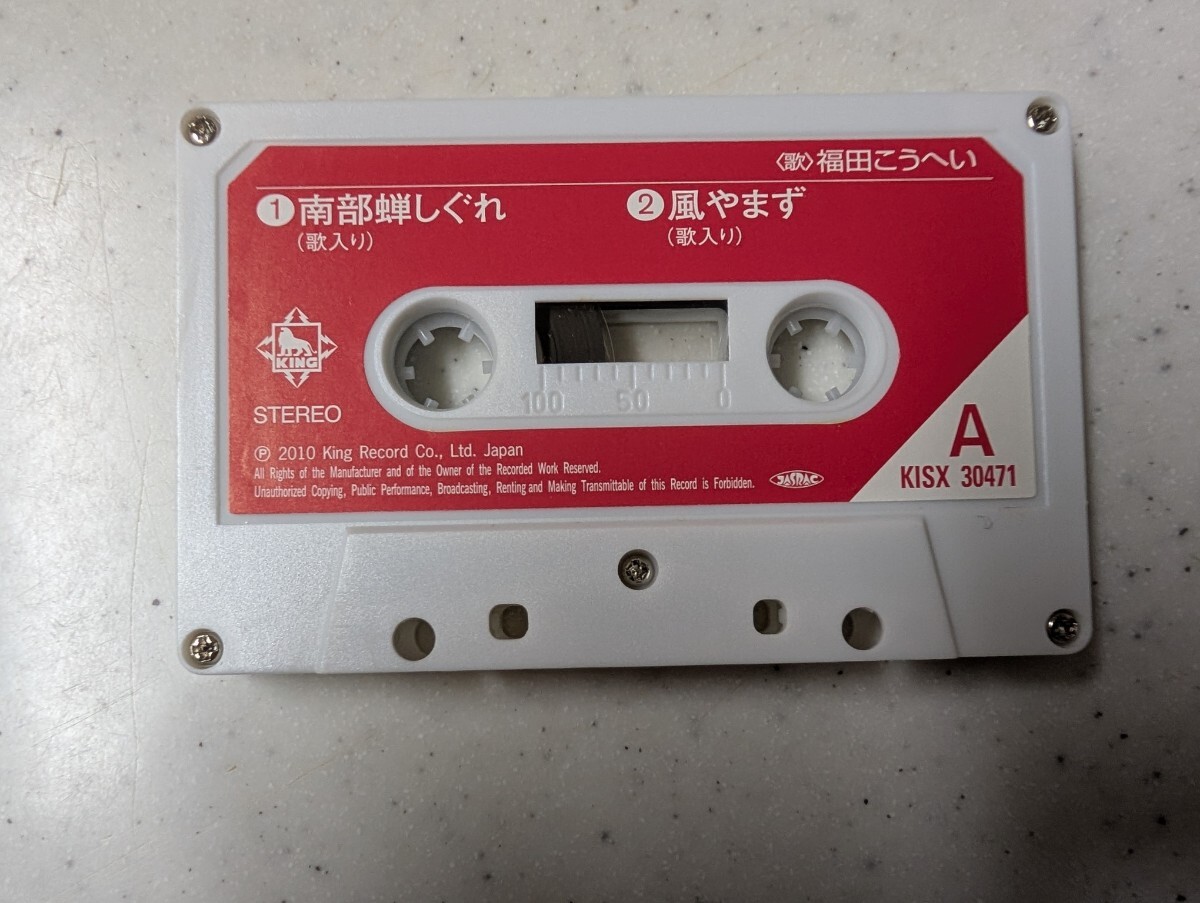 〈歌〉福田こうへい
1 南部蝉しぐれ
(歌入り)
2 風やまず
(歌入り)
KING
STEREO
100 50 0
℗ 2010 King Record Co., Ltd. Japan
All Rights of the Manufacturer and of the Owner of the Recorded Work Reserved.
Unauthorized Copying, Public Performance, Broadcasting, Renting and Making Transmittable of this Record is Forbidden.
JASRAC
A
KISX 30471